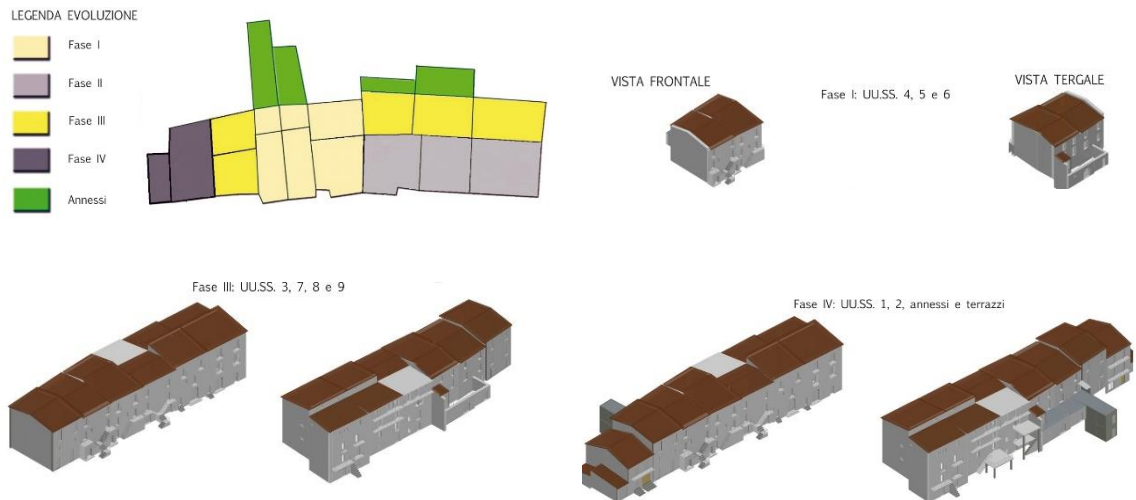 LEGENDA EVOLUZIONE
Fase I
Fase II
Fase III
Fase IV
Annessi
VISTA FRONTALE
Fase I: UU.SS. 4, 5 e 6
VISTA TERGALE
Fase III: UU.SS. 3, 7, 8 e 9
Fase IV: UU.SS. 1, 2, annessi e terrazzi